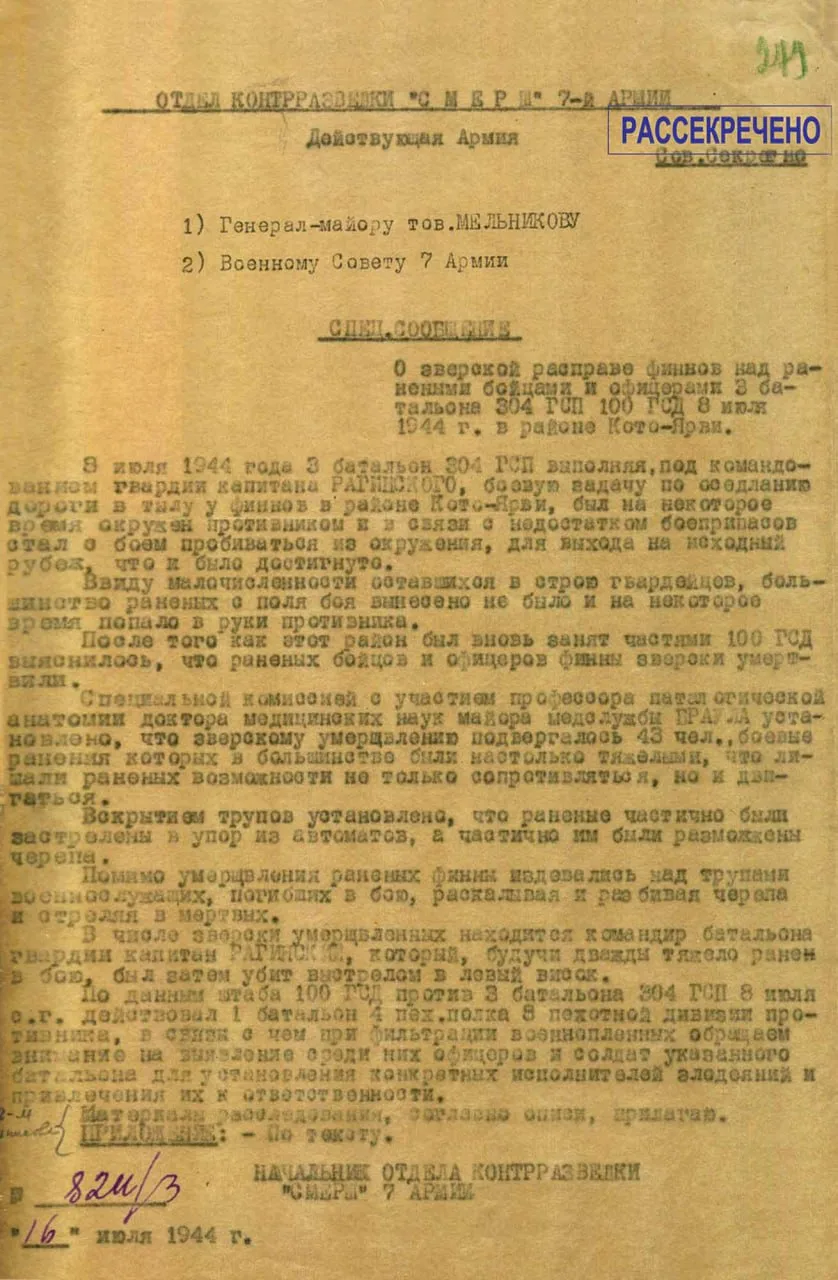 249
ОТДЕЛ КОНТРРАЗВЕДКИ "С М Е Р Ш" 7-й АРМИИ
РАССЕКРЕЧЕНО
Действующая Армия
Сов.Секретно
1) Генерал-майору тов.МЕЛЬНИКОВУ
2) Военному Совету 7 Армии
СПЕЦ.СООБЩЕНИЕ
О зверской расправе финнов над ра-
ненными бойцами и офицерами 3 ба-
тальона 304 ГСП 100 ГСД 8 июля
1944 г. в районе Кото-Ярви.
8 июля 1944 года 3 батальон 304 ГСП выполняя,под командо-
ванием гвардии капитана РАГИНСКОГО, боевую задачу по оседланию
дороги в тылу у финнов в районе Кото-Ярви, был на некоторое
время окружен противником и в связи с недостатком боеприпасов
стал с боем пробиваться из окружения, для выхода на исходный
рубеж, что и было достигнуто.
Ввиду малочисленности оставшихся в строю гвардейцев, боль-
шинство раненых с поля боя вынесено не было и на некоторое
время попало в руки противника.
После того как этот район был вновь занят частями 100 ГСД
выяснилось, что раненых бойцов и офицеров финны зверски умерт-
вили.
Специальной комиссией с участием профессора патологической
анатомии доктора медицинских наук майора медслужбы уста-
новлено, что зверскому умерщвлению подвергалось 43 чел.,боевые
ранения которых в большинстве были настолько тяжелыми, что ли-
шали раненых возможности не только сопротивляться, но и дви-
гаться.
Вскрытием трупов установлено, что раненые частично были
застрелены в упор из автоматов, а частично им были размозжены
черепа.
Помимо умерщвления раненых финны издевались над трупами
военнослужащих, погибших в бою, раскалывая и разбивая черепа
и стреляя в мертвых.
В числе зверски умерщвленных находится командир батальона
гвардии капитан РАГИНСКИЙ, который, будучи дважды тяжело ранен
в бою, был затем убит выстрелом в левый висок.
По данным штаба 100 ГСД против 3 батальона 304 ГСП 8 июля
с.г. действовал 1 батальон 4 пех.полка 8 пехотной дивизии про-
тивника, в связи с чем при фильтрации военнопленных обращаем
внимание на выявление среди них офицеров и солдат указанного
батальона для установления конкретных исполнителей злодеяний и
привлечения их к ответственности.
Материалы расследования, согласно описи, прилагаю.
ПРИЛОЖЕНИЕ: - По тексту.
НАЧАЛЬНИК ОТДЕЛА КОНТРРАЗВЕДКИ
"СМЕРШ" 7 АРМИИ
"16" июля 1944 г.